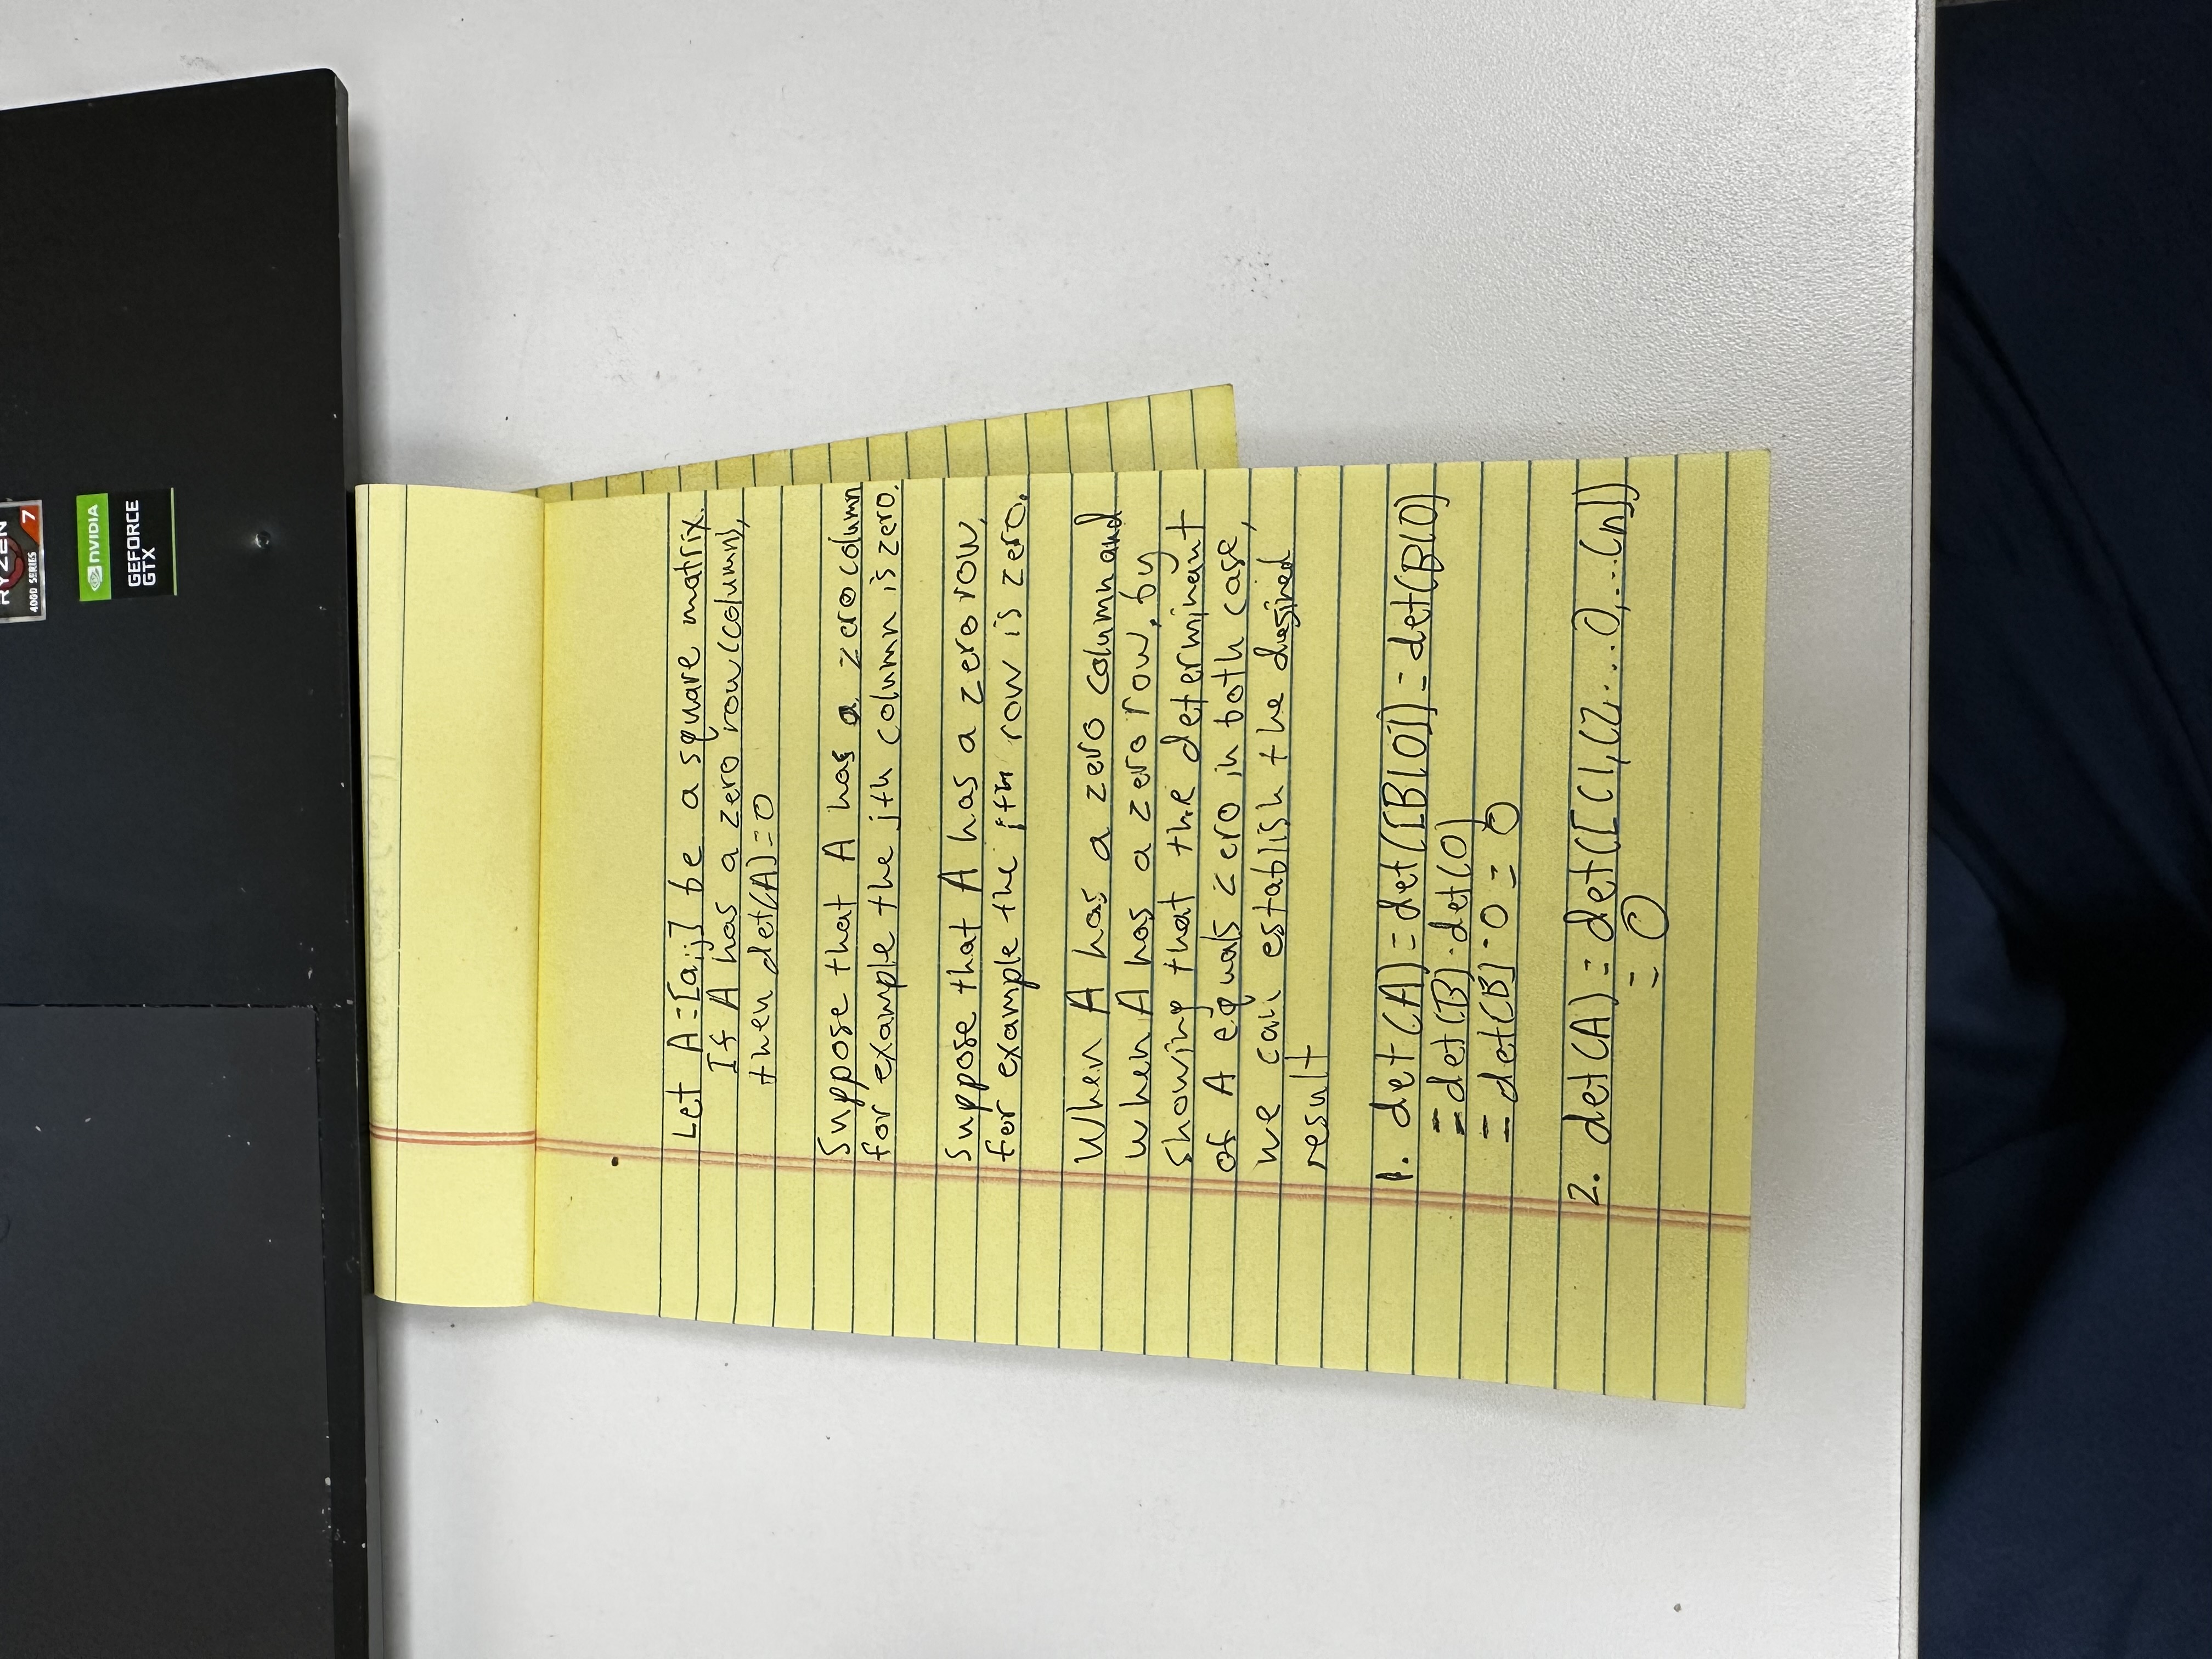 RYZEN
4000 SERIES 7
NVIDIA
GEFORCE
GTX
Let A=[aij] be a square matrix.
If A has a zero row(column),
then det(A)=0
Suppose that A has a zero column
for example the jth column is zero.
Suppose that A has a zero row,
for example the ith row is zero.
When A has a zero column and
when A has a zero row, by
showing that the determinant
of A equals zero in both case,
we can establish the desired
result
1. det(A)=det([B|0])=det(B|0)
=det(B)·det(0)
=det(B)·0=0
2. det(A)=det([C1,C2...0,...Cn])
=0